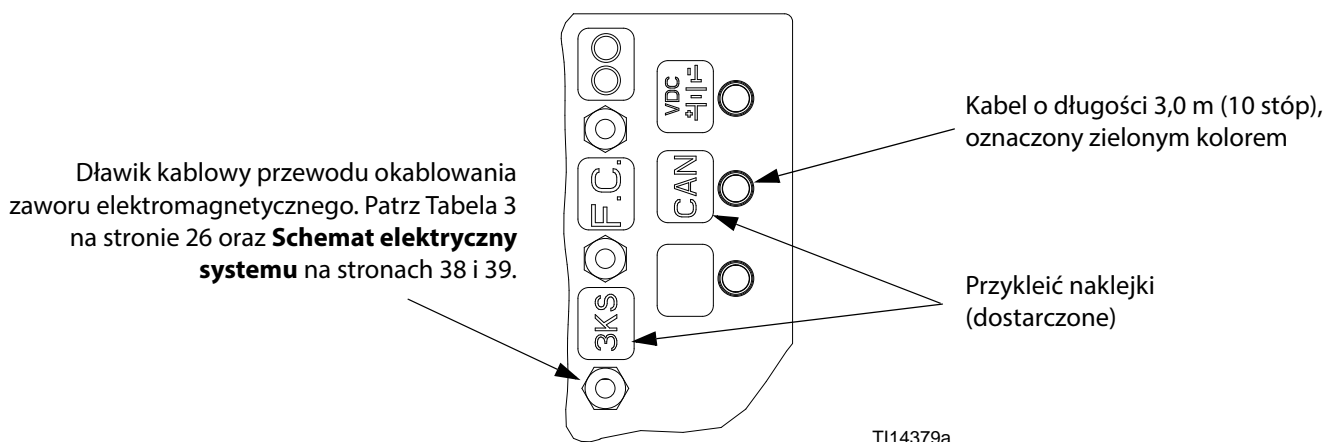 Dławik kablowy przewodu okablowania
zaworu elektromagnetycznego. Patrz Tabela 3
na stronie 26 oraz Schemat elektryczny
systemu na stronach 38 i 39.
VDC
+ -
F.C.
CAN
3KS
Kabel o długości 3,0 m (10 stóp),
oznaczony zielonym kolorem
Przykleić naklejki
(dostarczone)
TI14379a